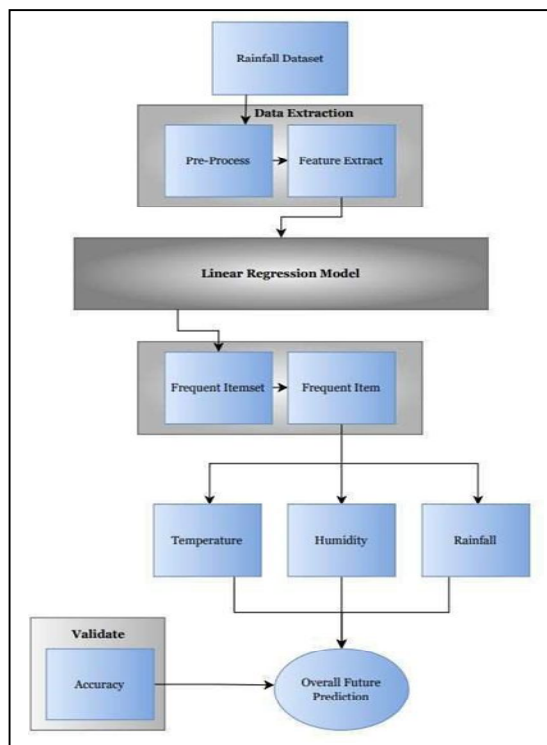 Rainfall Dataset
Data Extraction
Pre-Process
Feature Extract
Linear Regression Model
Frequent Itemset
Frequent Item
Temperature
Humidity
Rainfall
Validate
Accuracy
Overall Future
Prediction